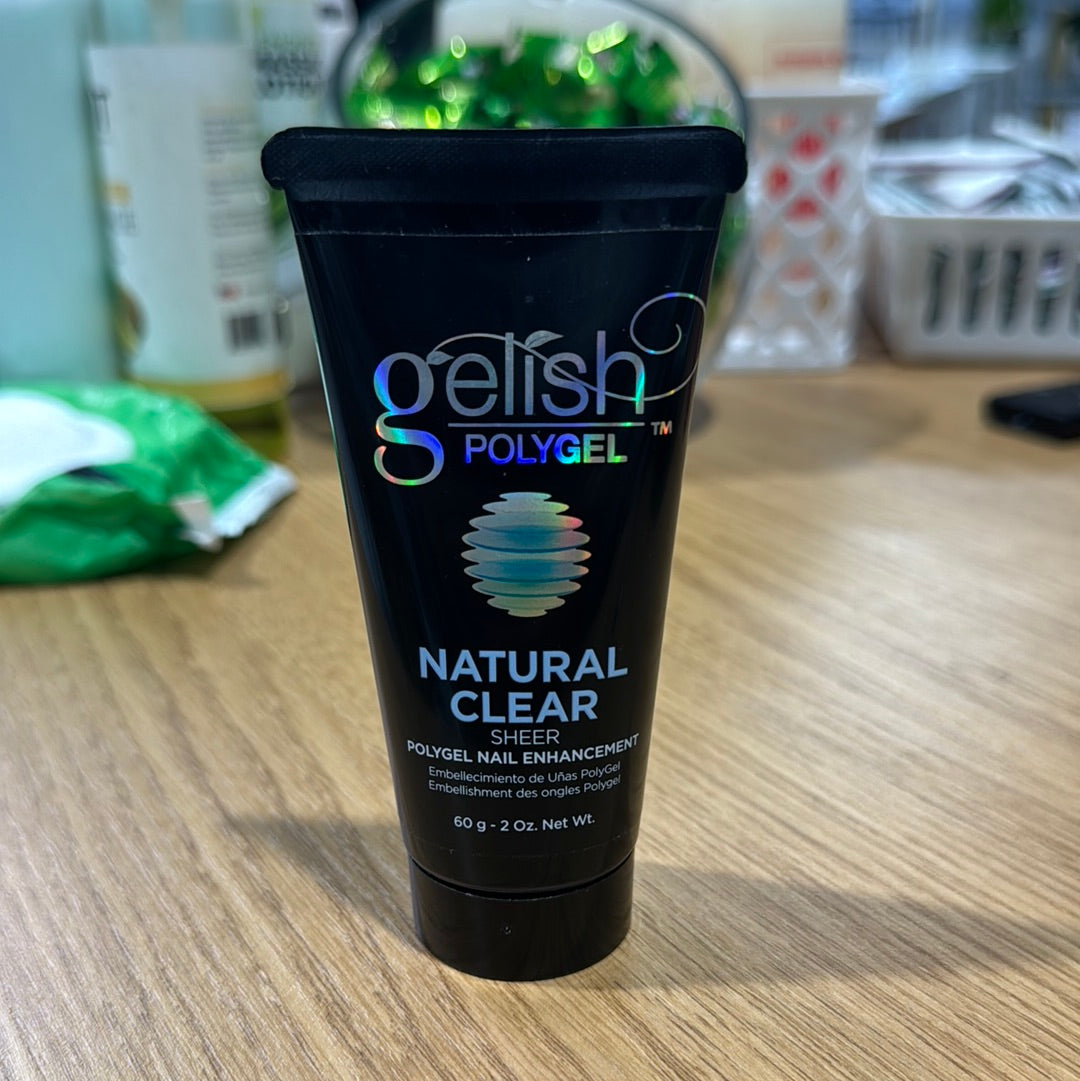 gelish
POLYGEL™
NATURAL
CLEAR
SHEER
POLYGEL NAIL ENHANCEMENT
Embellecimiento de Uñas PolyGel
Embellishment des ongles Polygel
60 g - 2 Oz. Net Wt.